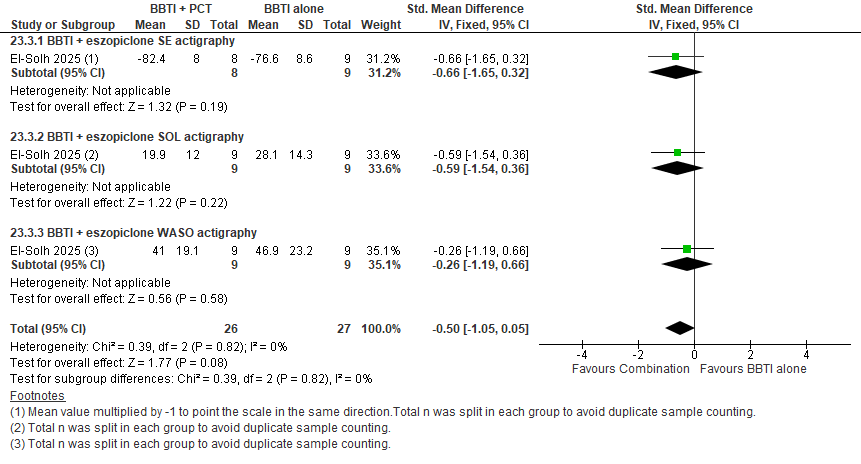 BBTI + PCT BBTI alone Std. Mean Difference Std. Mean Difference
Study or Subgroup Mean SD Total Mean SD Total Weight IV, Fixed, 95% CI IV, Fixed, 95% CI
23.3.1 BBTI + eszopiclone SE actigraphy
El-Solh 2025 (1) -82.4 8 8 -76.6 8.6 9 31.2% -0.66 [-1.65, 0.32]
Subtotal (95% CI) 8 9 31.2% -0.66 [-1.65, 0.32]
Heterogeneity: Not applicable
Test for overall effect: Z = 1.32 (P = 0.19)
23.3.2 BBTI + eszopiclone SOL actigraphy
El-Solh 2025 (2) 19.9 12 9 28.1 14.3 9 33.6% -0.59 [-1.54, 0.36]
Subtotal (95% CI) 9 9 33.6% -0.59 [-1.54, 0.36]
Heterogeneity: Not applicable
Test for overall effect: Z = 1.22 (P = 0.22)
23.3.3 BBTI + eszopiclone WASO actigraphy
El-Solh 2025 (3) 41 19.1 9 46.9 23.2 9 35.1% -0.26 [-1.19, 0.66]
Subtotal (95% CI) 9 9 35.1% -0.26 [-1.19, 0.66]
Heterogeneity: Not applicable
Test for overall effect: Z = 0.56 (P = 0.58)
Total (95% CI) 26 27 100.0% -0.50 [-1.05, 0.05]
Heterogeneity: Chi² = 0.39, df = 2 (P = 0.82); I² = 0%
Test for overall effect: Z = 1.77 (P = 0.08)
Test for subgroup differences: Chi² = 0.39, df = 2 (P = 0.82), I² = 0%
-4 -2 0 2 4
Favours Combination Favours BBTI alone
Footnotes
(1) Mean value multiplied by -1 to point the scale in the same direction.Total n was split in each group to avoid duplicate sample counting.
(2) Total n was split in each group to avoid duplicate sample counting.
(3) Total n was split in each group to avoid duplicate sample counting.